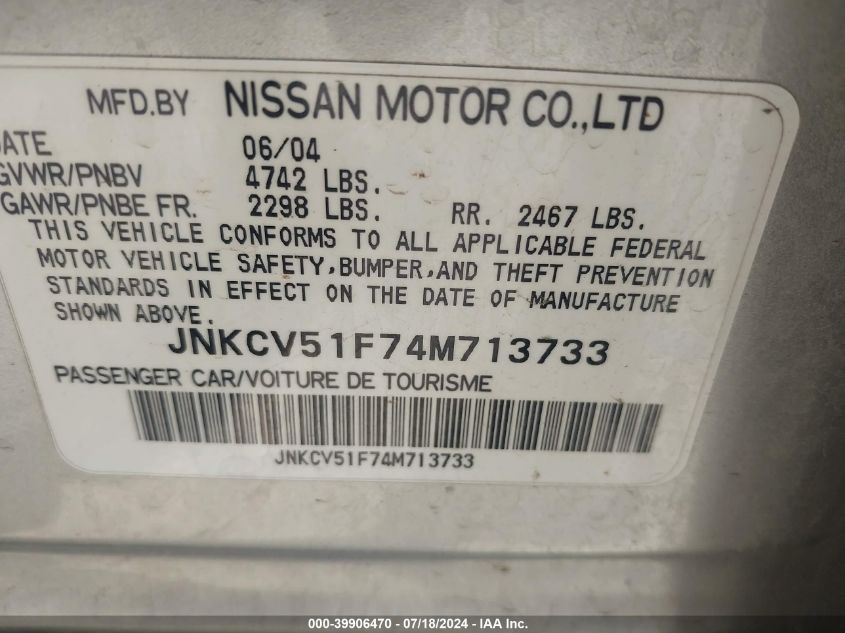 MFD.BY NISSAN MOTOR CO.,LTD
ATE 06/04
GVWR/PNBV 4742 LBS.
GAWR/PNBE FR. 2298 LBS. RR. 2467 LBS.
THIS VEHICLE CONFORMS TO ALL APPLICABLE FEDERAL
MOTOR VEHICLE SAFETY,BUMPER,AND THEFT PREVENTION
STANDARDS IN EFFECT ON THE DATE OF MANUFACTURE
SHOWN ABOVE.
JNKCV51F74M713733
PASSENGER CAR/VOITURE DE TOURISME
JNKCV51F74M713733
000-39906470 - 07/18/2024 - IAA Inc.